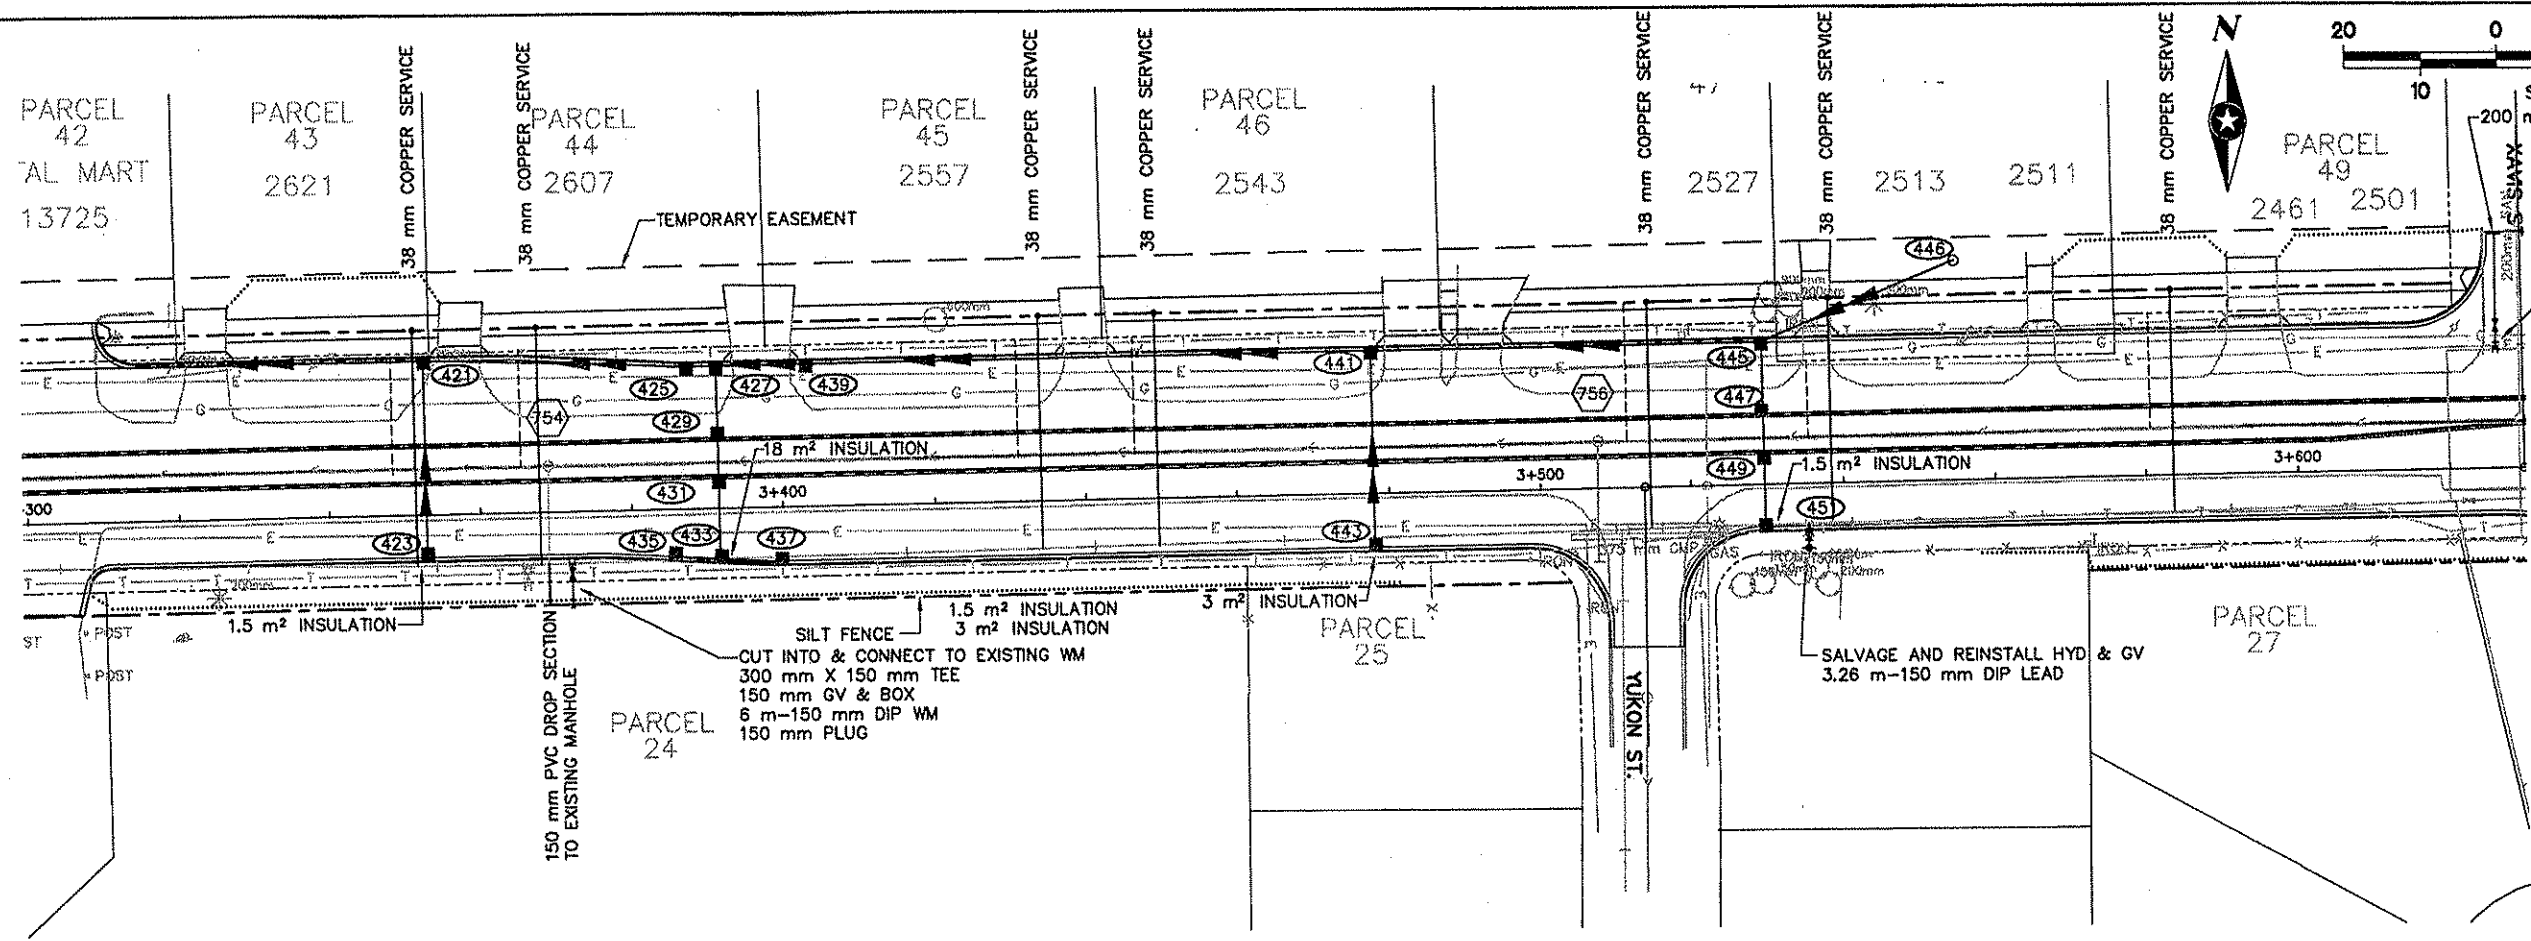 PARCEL
42
13725
PARCEL
43
2621
38 mm COPPER SERVICE
38 mm COPPER SERVICE
PARCEL
44
2607
PARCEL
45
2557
38 mm COPPER SERVICE
38 mm COPPER SERVICE
PARCEL
46
2543
38 mm COPPER SERVICE
2527
38 mm COPPER SERVICE
2513
2511
38 mm COPPER SERVICE
N
20
0
10
PARCEL
49
2461
2501
200
TEMPORARY EASEMENT
421
425
427
439
441
445
446
447
449
451
429
431
433
435
437
423
443
754
756
18 m² INSULATION
3+400
3+500
3+600
300
1.5 m² INSULATION
1.5 m² INSULATION
3 m² INSULATION
SILT FENCE
1.5 m² INSULATION
3 m² INSULATION
CUT INTO & CONNECT TO EXISTING WM
300 mm X 150 mm TEE
150 mm GV & BOX
6 m-150 mm DIP WM
150 mm PLUG
150 mm PVC DROP SECTION
TO EXISTING MANHOLE
POST
POST
ST
PARCEL
24
PARCEL
25
YUKON ST.
SALVAGE AND REINSTALL HYD & GV
3.26 m-150 mm DIP LEAD
PARCEL
27